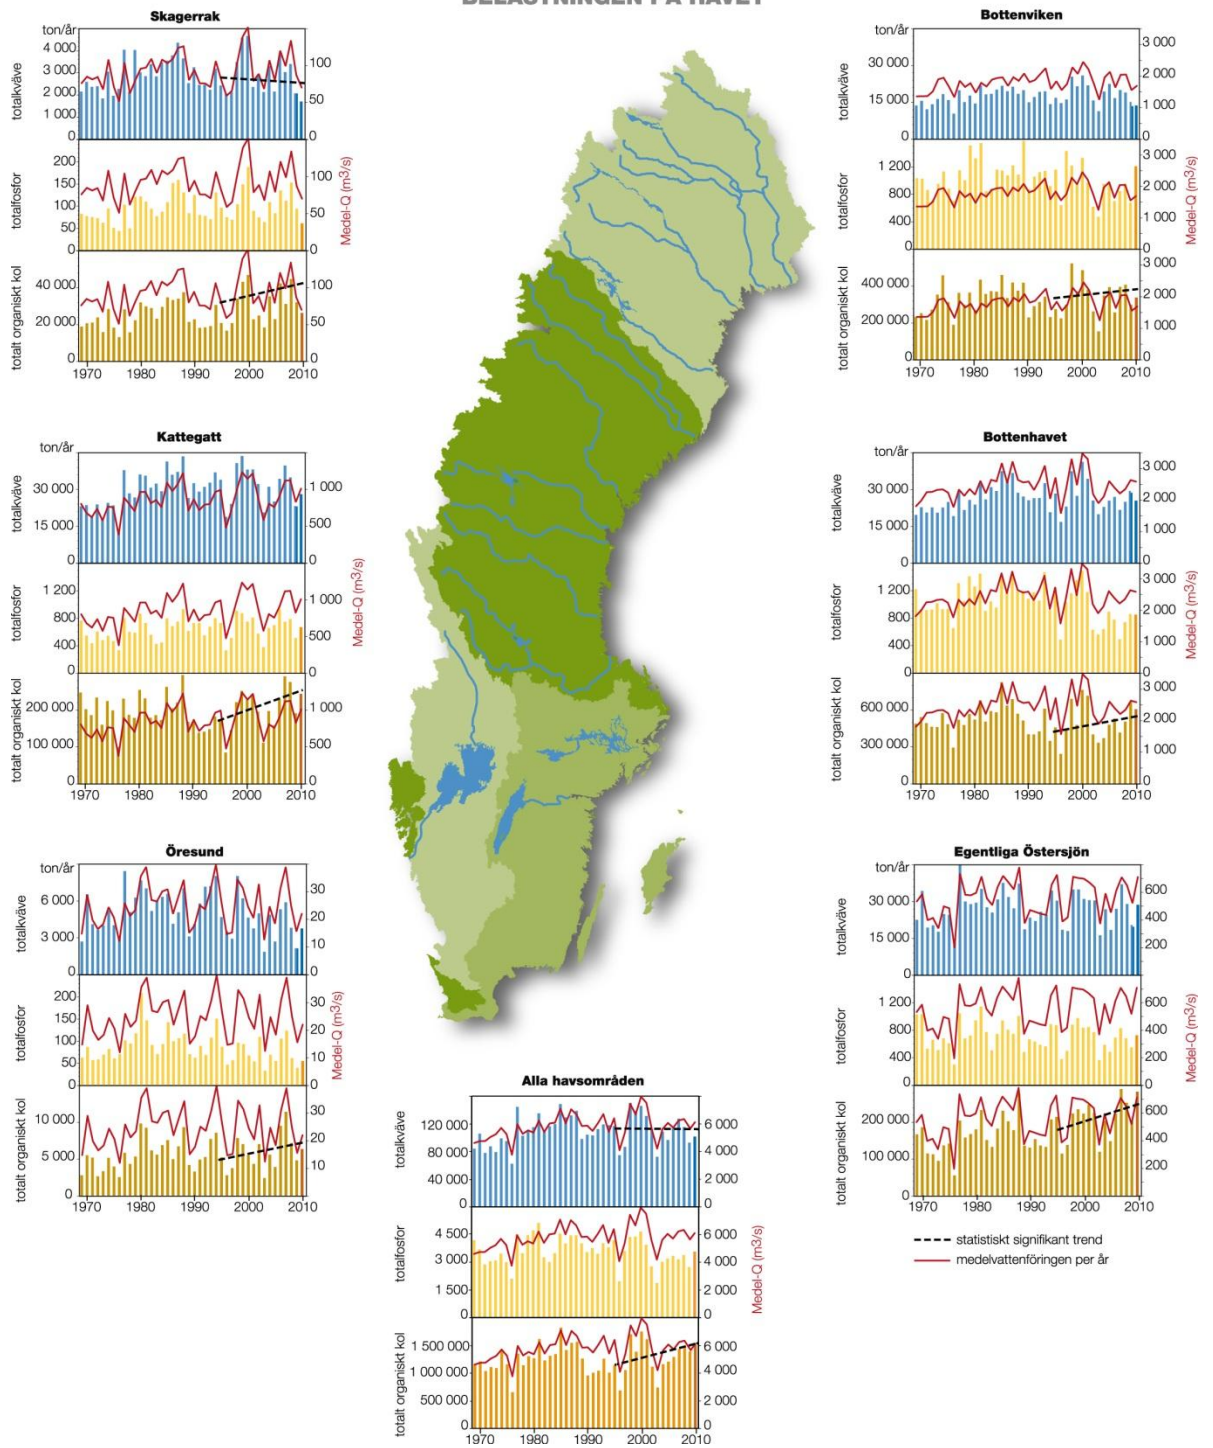 BELASTNINGEN PÅ HAVET
Skagerrak
ton/år
totalkväve
4 000
3 000
2 000
1 000
0
100
50
0
totalfosfor
200
150
100
50
0
100
50
0
Medel-Q (m3/s)
totalt organiskt kol
40 000
20 000
0
100
50
0
1970 1980 1990 2000 2010
Bottenviken
ton/år
totalkväve
30 000
15 000
0
3 000
2 000
1 000
0
totalfosfor
1 200
800
400
0
3 000
2 000
1 000
0
Medel-Q (m3/s)
totalt organiskt kol
400 000
200 000
0
3 000
2 000
1 000
0
1970 1980 1990 2000 2010
Kattegatt
ton/år
totalkväve
30 000
15 000
0
1 000
500
0
totalfosfor
1 200
800
400
0
1 000
500
0
Medel-Q (m3/s)
totalt organiskt kol
200 000
100 000
0
1 000
500
0
1970 1980 1990 2000 2010
Bottenhavet
ton/år
totalkväve
30 000
15 000
0
3 000
2 000
1 000
0
totalfosfor
1 200
800
400
0
3 000
2 000
1 000
0
Medel-Q (m3/s)
totalt organiskt kol
600 000
300 000
0
3 000
2 000
1 000
0
1970 1980 1990 2000 2010
Öresund
ton/år
totalkväve
6 000
3 000
0
30
20
10
0
totalfosfor
200
150
100
50
0
30
20
10
0
Medel-Q (m3/s)
totalt organiskt kol
10 000
5 000
0
30
20
10
1970 1980 1990 2000 2010
Egentliga Östersjön
ton/år
totalkväve
30 000
15 000
0
600
400
200
totalfosfor
1 200
800
400
0
600
400
200
0
Medel-Q (m3/s)
totalt organiskt kol
200 000
100 000
0
600
400
200
1970 1980 1990 2000 2010
statistiskt signifikant trend
medelvattenföringen per år
Alla havsområden
ton/år
totalkväve
120 000
80 000
40 000
0
6 000
4 000
2 000
0
totalfosfor
4 500
3 000
1 500
0
6 000
4 000
2 000
0
Medel-Q (m3/s)
totalt organiskt kol
1 500 000
1 000 000
500 000
0
6 000
4 000
2 000
0
1970 1980 1990 2000 2010